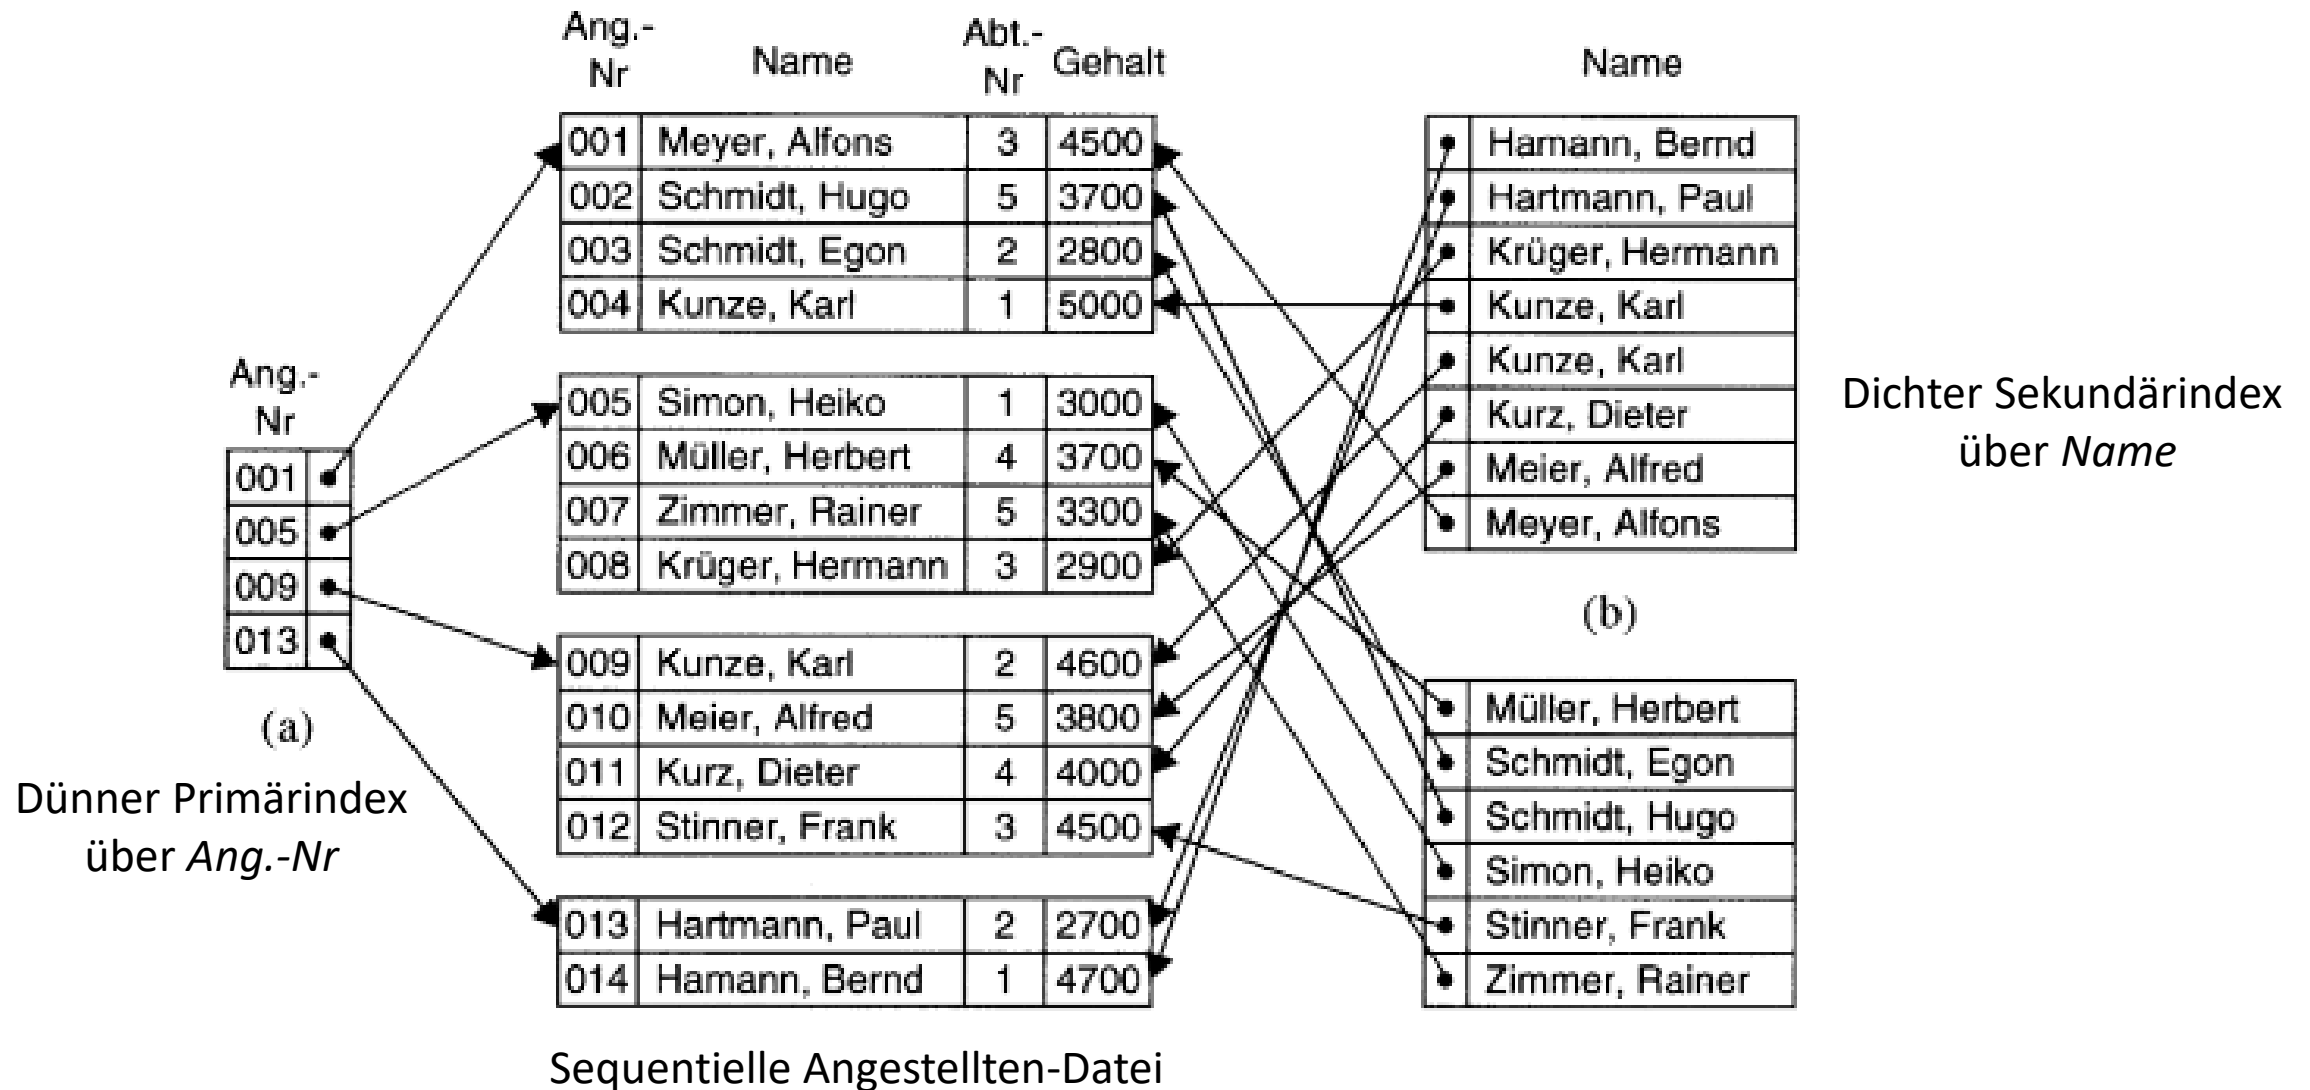 Ang.-
Nr
001
005
009
013
(a)
Dünner Primärindex
über Ang.-Nr
Ang.-
Nr Name Abt.-
Nr Gehalt
001 Meyer, Alfons 3 4500
002 Schmidt, Hugo 5 3700
003 Schmidt, Egon 2 2800
004 Kunze, Karl 1 5000
005 Simon, Heiko 1 3000
006 Müller, Herbert 4 3700
007 Zimmer, Rainer 5 3300
008 Krüger, Hermann 3 2900
009 Kunze, Karl 2 4600
010 Meier, Alfred 5 3800
011 Kurz, Dieter 4 4000
012 Stinner, Frank 3 4500
013 Hartmann, Paul 2 2700
014 Hamann, Bernd 1 4700
Sequentielle Angestellten-Datei
Name
Hamann, Bernd
Hartmann, Paul
Krüger, Hermann
Kunze, Karl
Kunze, Karl
Kurz, Dieter
Meier, Alfred
Meyer, Alfons
(b)
Müller, Herbert
Schmidt, Egon
Schmidt, Hugo
Simon, Heiko
Stinner, Frank
Zimmer, Rainer
Dichter Sekundärindex
über Name